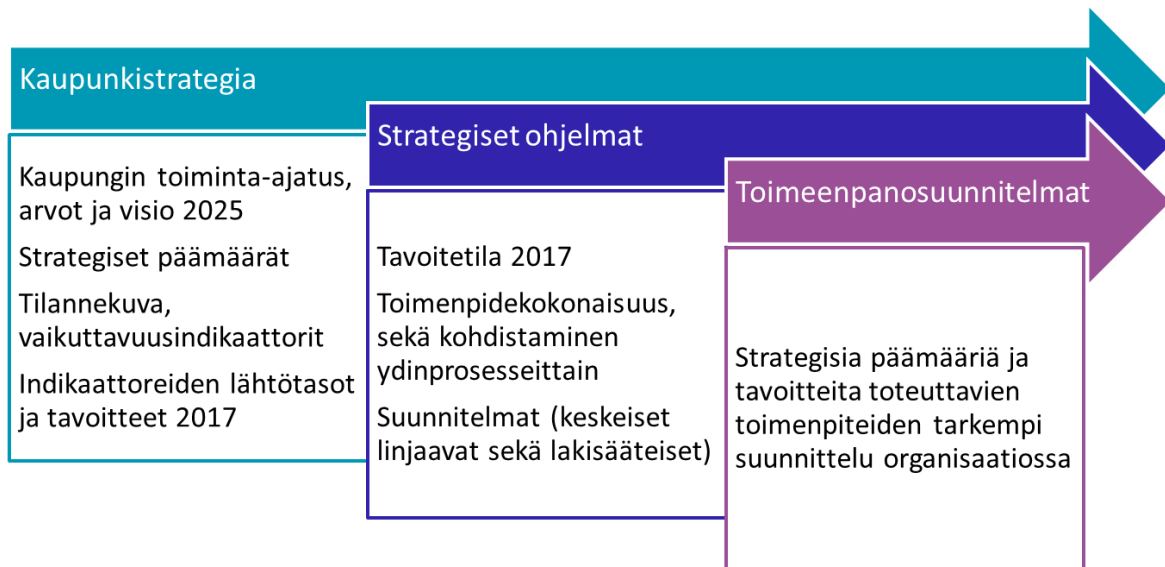 Kaupunkistrategia
Kaupungin toiminta-ajatus,
arvot ja visio 2025
Strategiset päämäärät
Tilannekuva,
vaikuttavuusindikaattorit
Indikaattoreiden lähtötasot
ja tavoitteet 2017
Strategiset ohjelmat
Tavoitetila 2017
Toimenpidekokonaisuus,
sekä kohdistaminen
ydinprosesseittain
Suunnitelmat (keskeiset
linjaavat sekä lakisääteiset)
Toimeenpanosuunnitelmat
Strategisia päämääriä ja
tavoitteita toteuttavien
toimenpiteiden tarkempi
suunnittelu organisaatiossa